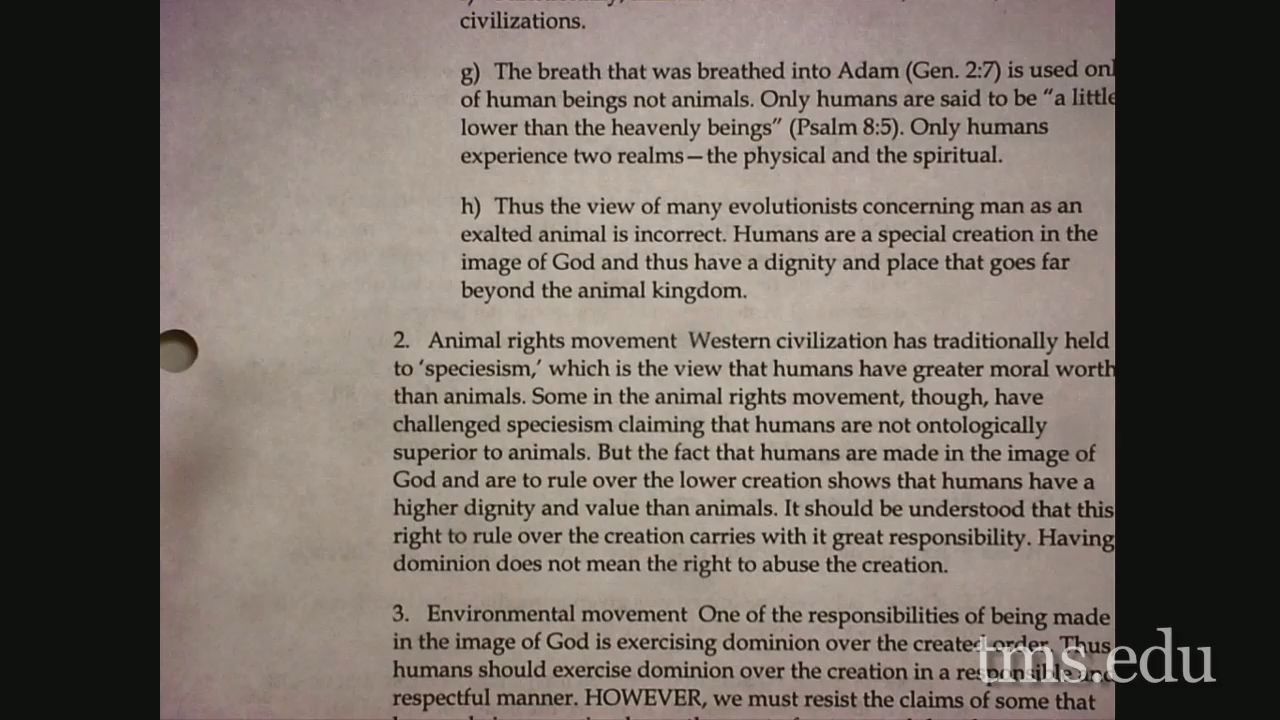 civilizations.
g) The breath that was breathed into Adam (Gen. 2:7) is used
of human beings not animals. Only humans are said to be “a little
lower than the heavenly beings” (Psalm 8:5). Only humans
experience two realms—the physical and the spiritual.
h) Thus the view of many evolutionists concerning man as an
exalted animal is incorrect. Humans are a special creation in the
image of God and thus have a dignity and place that goes far
beyond the animal kingdom.
2. Animal rights movement Western civilization has traditionally held
to ‘speciesism,’ which is the view that humans have greater moral worth
than animals. Some in the animal rights movement, though, have
challenged speciesism claiming that humans are not ontologically
superior to animals. But the fact that humans are made in the image of
God and are to rule over the lower creation shows that humans have a
higher dignity and value than animals. It should be understood that this
right to rule over the creation carries with it great responsibility. Having
dominion does not mean the right to abuse the creation.
3. Environmental movement One of the responsibilities of being made
in the image of God is exercising dominion over the created order. Thus
humans should exercise dominion over the creation in a responsible and
respectful manner. HOWEVER, we must resist the claims of some that
tms.edu